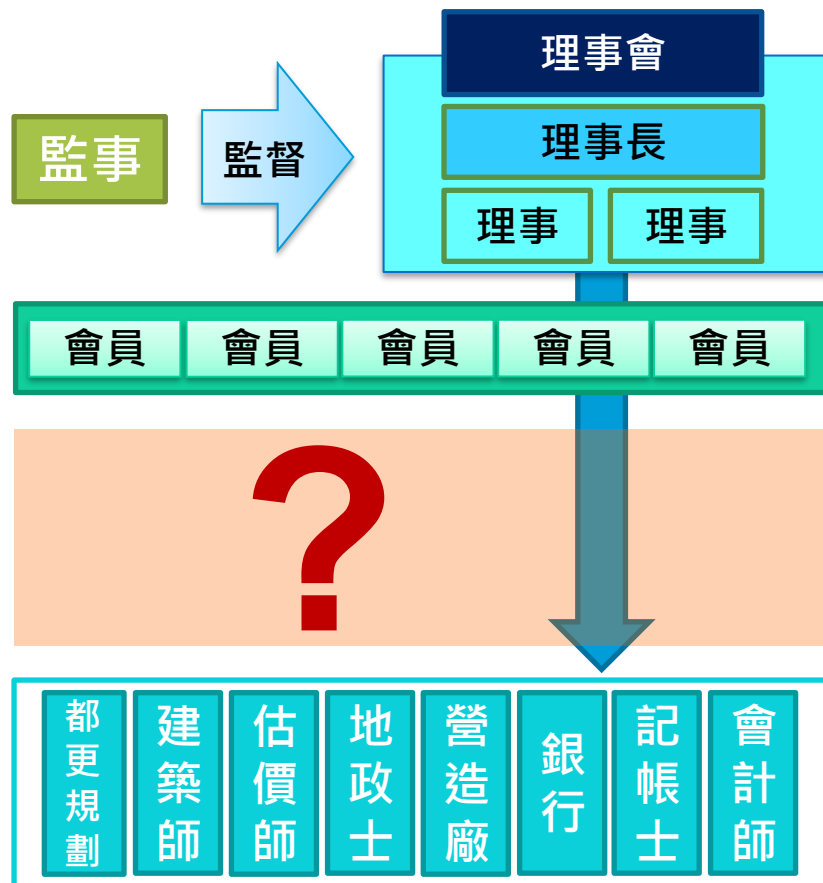 理事會
監事
監督
理事長
理事
理事
會員
會員
會員
會員
會員
?
都更規劃
建築師
估價師
地政士
營造廠
銀行
記帳士
會計師